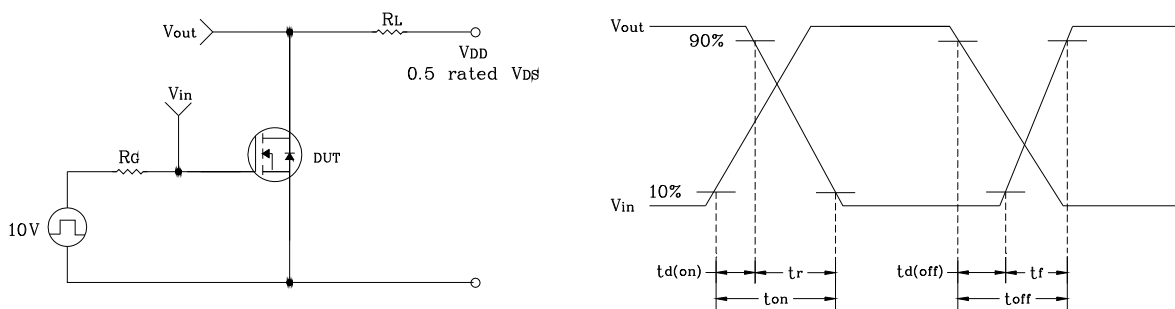 Vout
RL
VDD
0.5 rated VDS
Vin
DUT
RG
10V
Vout
90%
10%
Vin
td(on)
tr
td(off)
tf
ton
toff